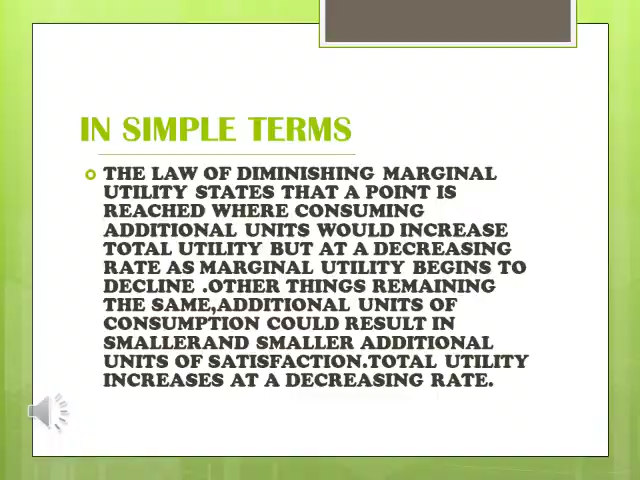 IN SIMPLE TERMS
THE LAW OF DIMINISHING MARGINAL
UTILITY STATES THAT A POINT IS
REACHED WHERE CONSUMING
ADDITIONAL UNITS WOULD INCREASE
TOTAL UTILITY BUT AT A DECREASING
RATE AS MARGINAL UTILITY BEGINS TO
DECLINE .OTHER THINGS REMAINING
THE SAME,ADDITIONAL UNITS OF
CONSUMPTION COULD RESULT IN
SMALLERAND SMALLER ADDITIONAL
UNITS OF SATISFACTION.TOTAL UTILITY
INCREASES AT A DECREASING RATE.